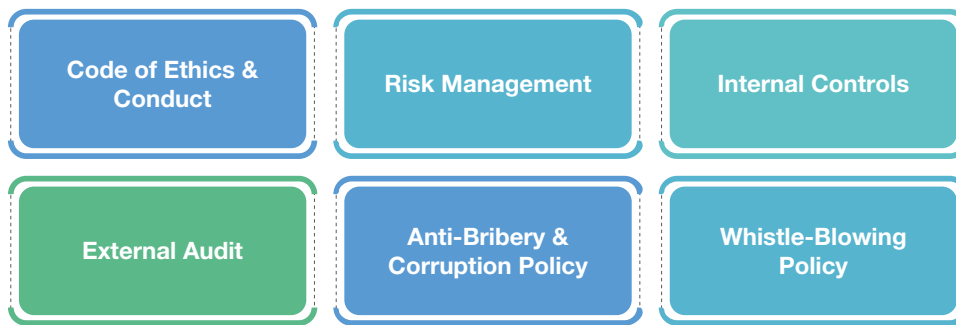 Code of Ethics &
Conduct
Risk Management
Internal Controls
External Audit
Anti-Bribery &
Corruption Policy
Whistle-Blowing
Policy